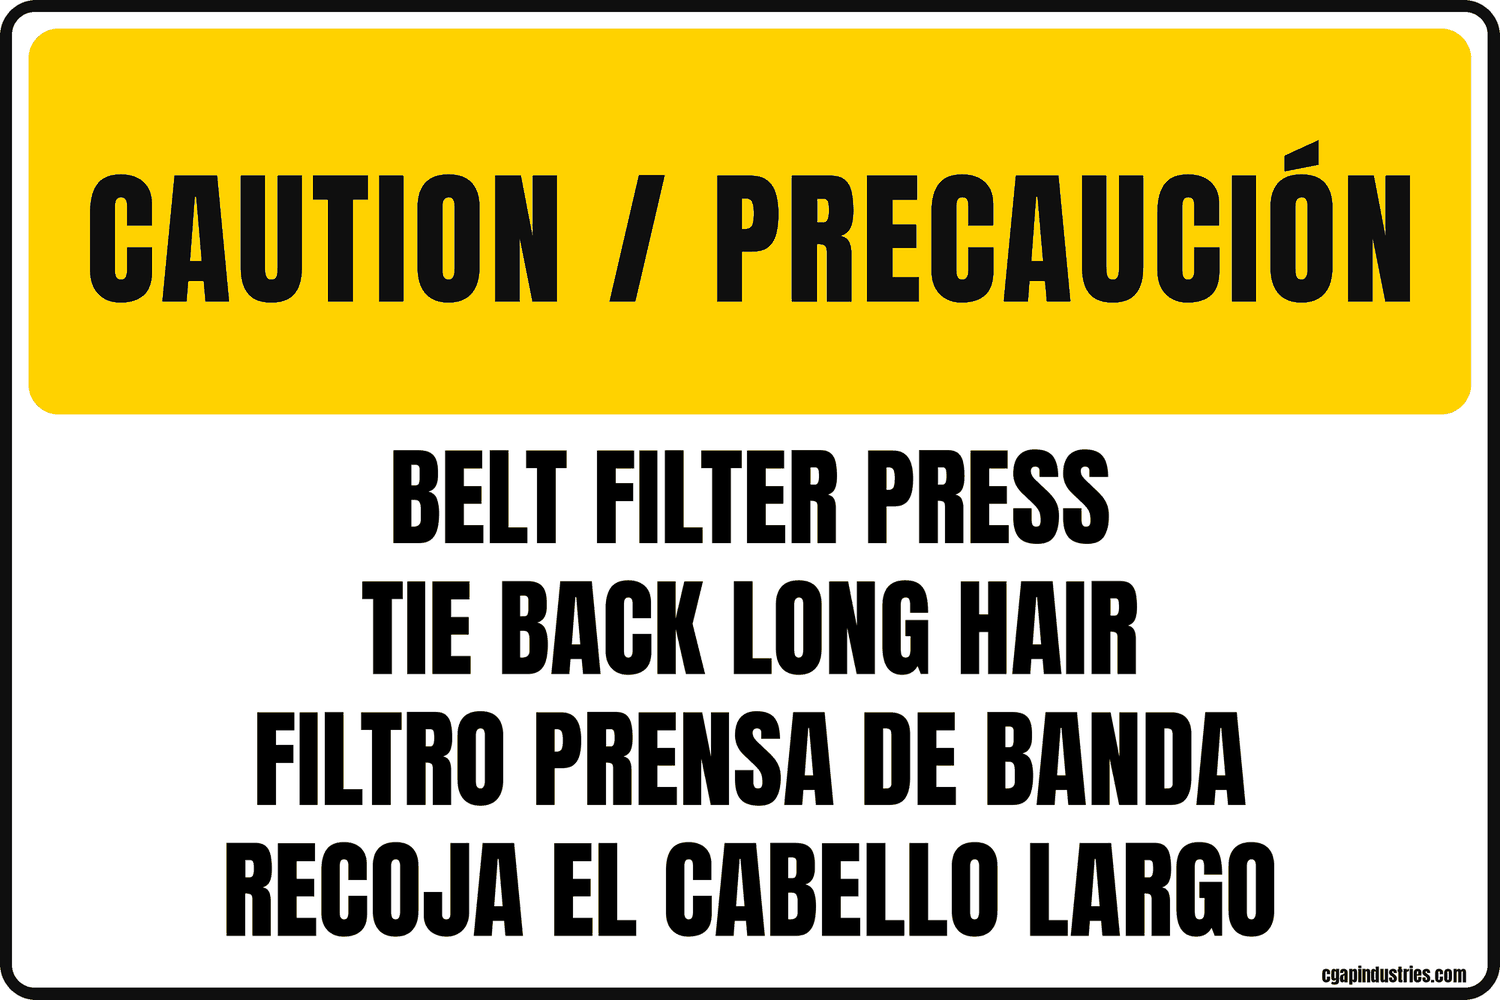 CAUTION / PRECAUCIÓN
BELT FILTER PRESS
TIE BACK LONG HAIR
FILTRO PRENSA DE BANDA
RECOJA EL CABELLO LARGO
cgapindustries.com